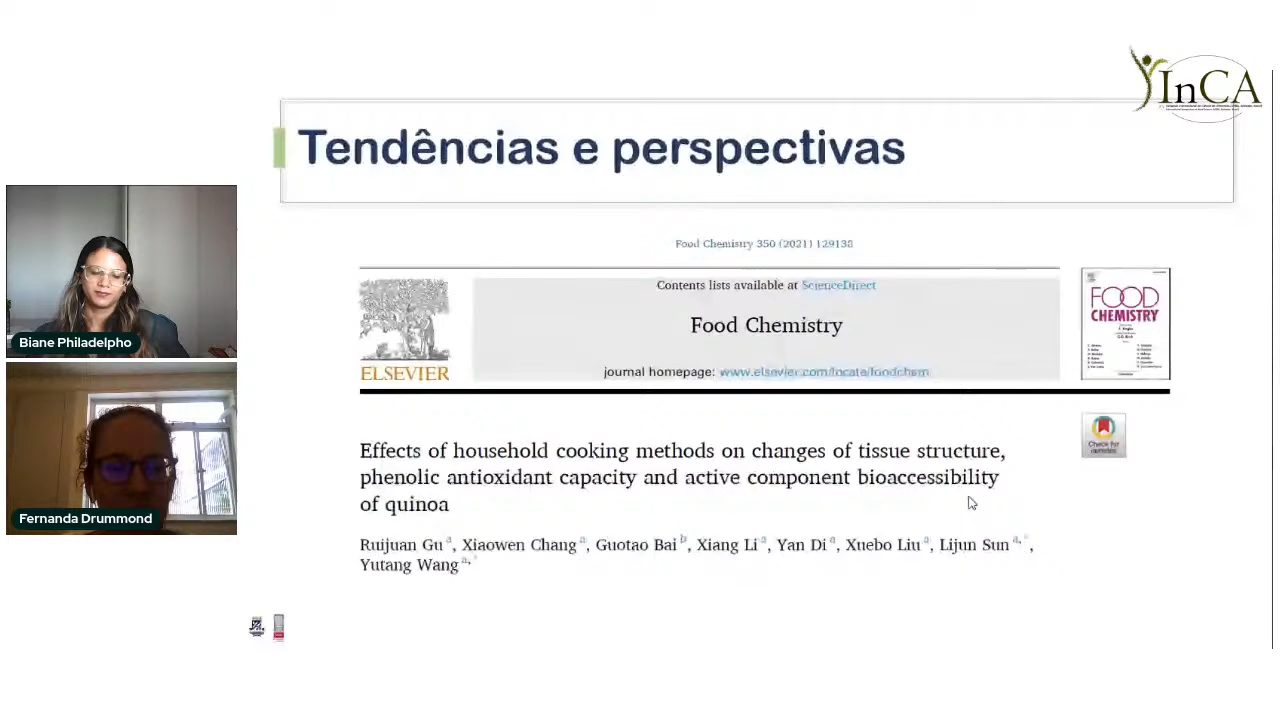 InCA
Tendências e perspectivas
Food Chemistry 350 (2021) 129138
Contents lists available at ScienceDirect
Food Chemistry
journal homepage: www.elsevier.com/locate/foodchem
ELSEVIER
FOOD
CHEMISTRY
Check for
updates
Effects of household cooking methods on changes of tissue structure,
phenolic antioxidant capacity and active component bioaccessibility
of quinoa
Ruijuan Gu a, Xiaowen Chang a, Guotao Bai b, Xiang Li a, Yan Di a, Xuebo Liu a, Lijun Sun a,*,
Yutang Wang a,*
Biane Philadelpho
Fernanda Drummond